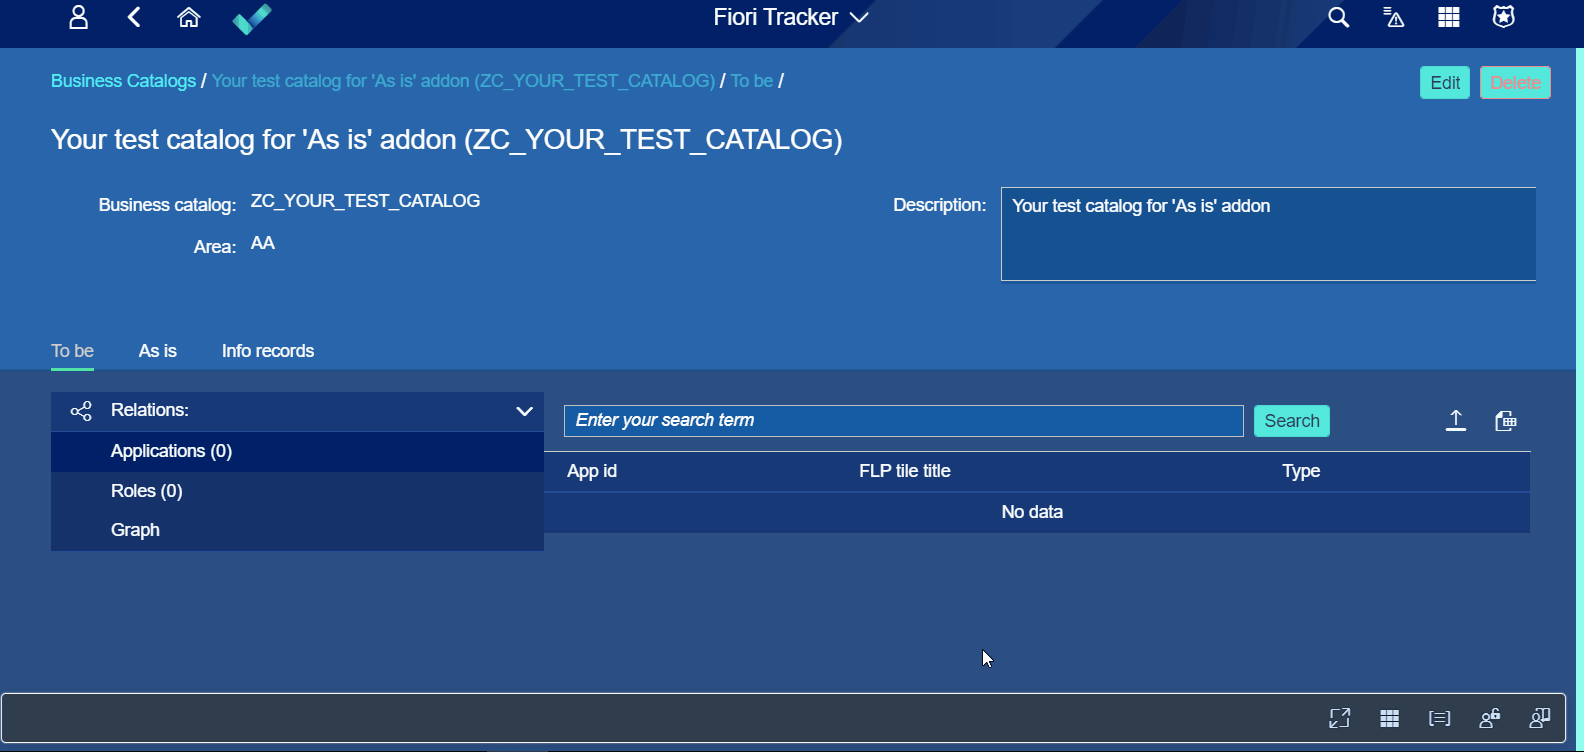 Fiori Tracker
Business Catalogs / Your test catalog for 'As is' addon (ZC_YOUR_TEST_CATALOG) / To be /
Edit
Delete
Your test catalog for 'As is' addon (ZC_YOUR_TEST_CATALOG)
Business catalog: ZC_YOUR_TEST_CATALOG
Area: AA
Description: Your test catalog for 'As is' addon
To be
As is
Info records
Relations:
Applications (0)
Roles (0)
Graph
Enter your search term
Search
App id
FLP tile title
Type
No data